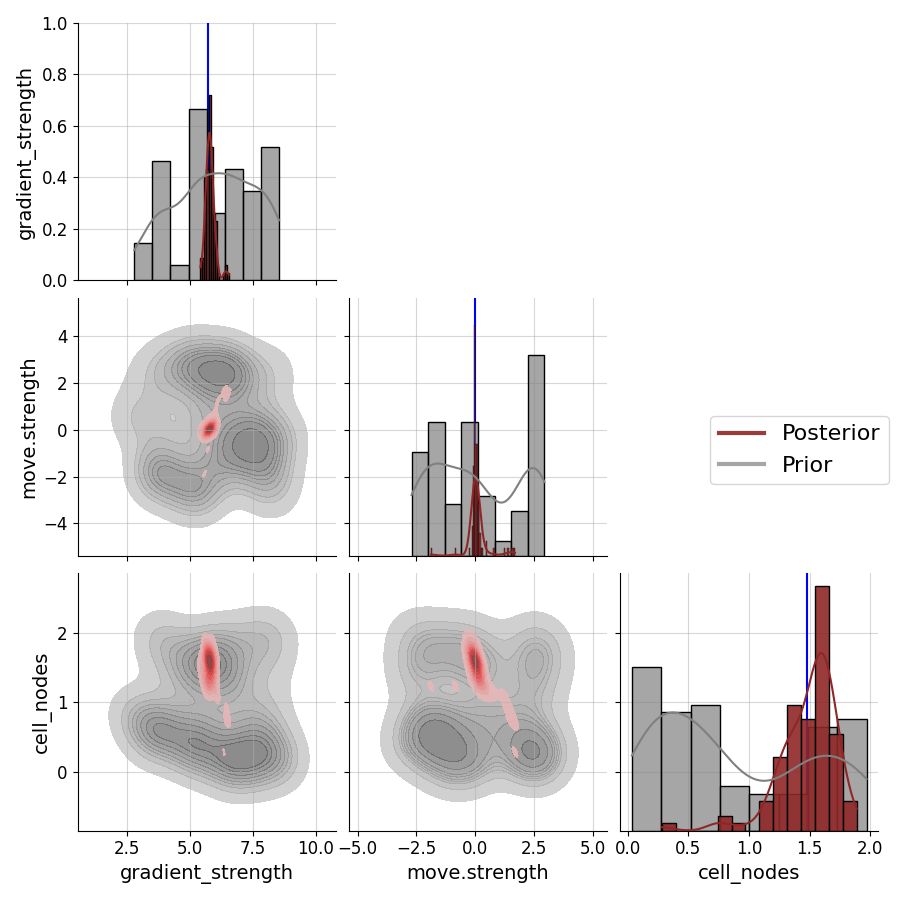 1.0
0.8
0.6
0.4
0.2
0.0
gradient_strength
4
2
0
−2
−4
move.strength
Posterior
Prior
2
1
0
cell_nodes
2.5 5.0 7.5 10.0
gradient_strength
−5.0 −2.5 0.0 2.5 5.0
move.strength
0.0 0.5 1.0 1.5 2.0
cell_nodes